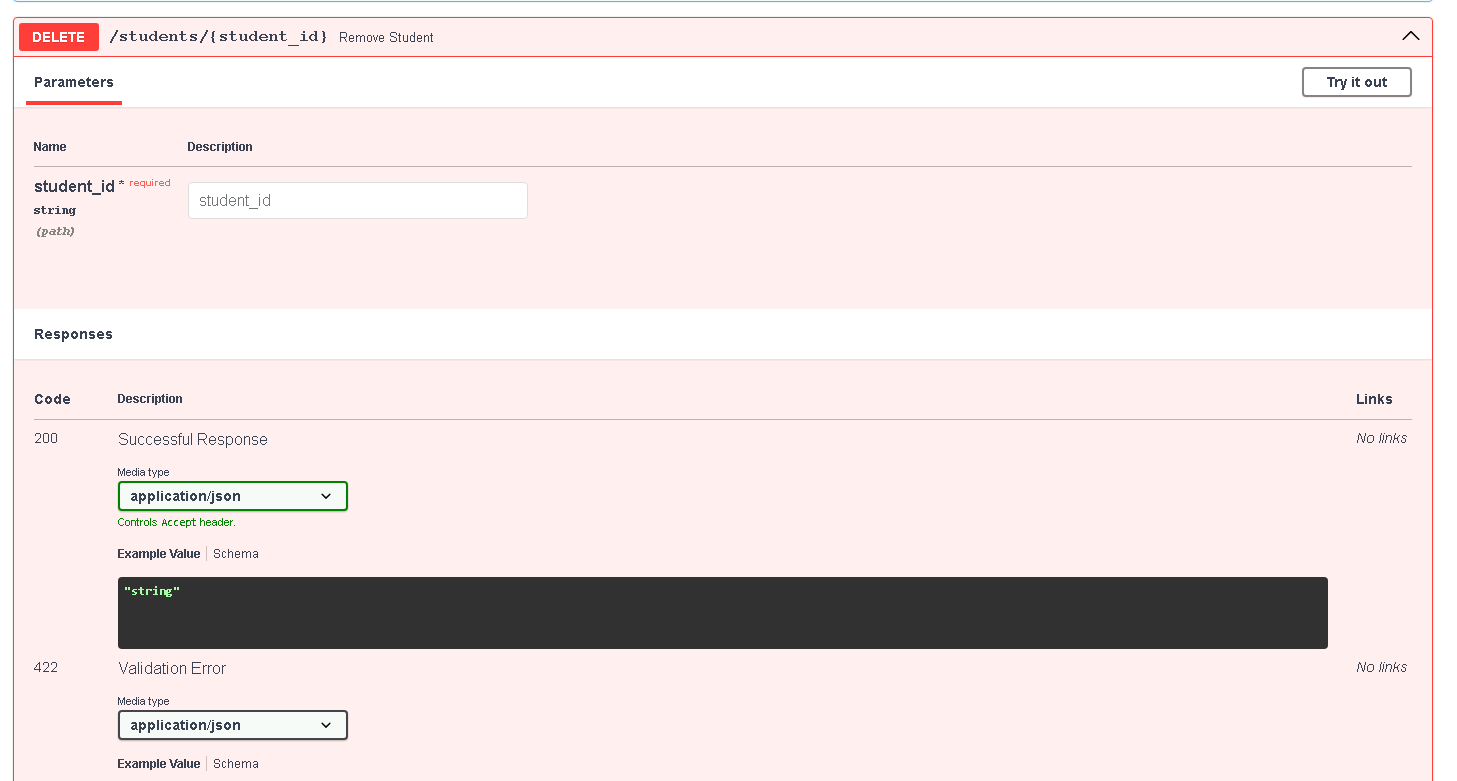 DELETE /students/{student_id} Remove Student
Parameters Try it out
Name Description
student_id * required
string
(path)
student_id
Responses
Code Description Links
200 Successful Response No links
Media type
application/json
Controls Accept header.
Example Value Schema
"string"
422 Validation Error No links
Media type
application/json
Example Value Schema